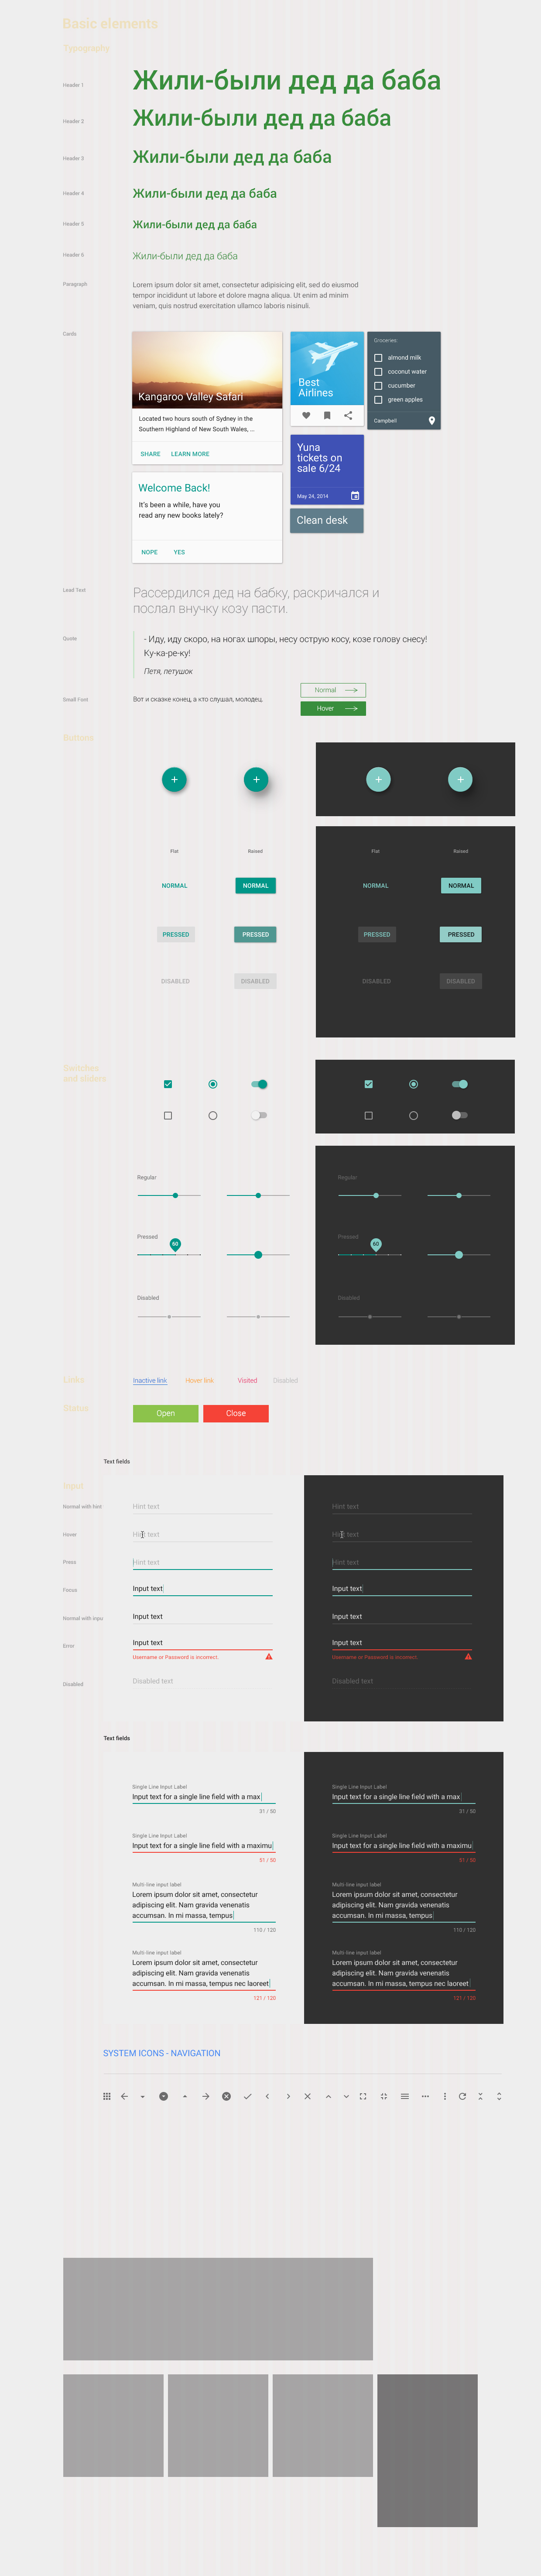 Basic elements
Typography
Header 1
Жили-были дед да баба
Header 2
Жили-были дед да баба
Header 3
Жили-были дед да баба
Header 4
Жили-были дед да баба
Header 5
Жили-были дед да баба
Header 6
Жили-были дед да баба
Paragraph
Lorem ipsum dolor sit amet, consectetur adipisicing elit, sed do eiusmod
tempor incididunt ut labore et dolore magna aliqua. Ut enim ad minim
veniam, quis nostrud exercitation ullamco laboris nisinuli.
Cards
Kangaroo Valley Safari
Located two hours south of Sydney in the
Southern Highland of New South Wales, ...
SHARE LEARN MORE
Best
Airlines
Groceries
almond milk
coconut water
cucumber
green apples
Campbell
Yuna
tickets on
sale 6/24
May 24, 2014
Clean desk
Welcome Back!
It's been a while, have you
read any new books lately?
NOPE YES
Lead Text
Рассердился дед на бабку, раскричался и
послал внучку козу пасти.
Quote
- Иду, иду скоро, на ногах шпоры, несу острую косу, козе голову снесу!
Ку-ка-ре-ку!
Петя, петушок
Small Font
Вот и сказке конец, а кто слушал, молодец.
Normal
Hover
Buttons
Flat Raised Flat Raised
NORMAL NORMAL NORMAL NORMAL
PRESSED PRESSED PRESSED PRESSED
DISABLED DISABLED DISABLED DISABLED
Switches
and sliders
Regular Regular
Pressed Pressed
60 60
Disabled Disabled
Links
Inactive link Hover link Visited Disabled
Status
Open Close
Text fields
Input
Normal with hint
Hint text Hint text
Hover
Hint text Hint text
Press
Hint text Hint text
Focus
Input text Input text
Normal with inpu
Input text Input text
Error
Input text Input text
Username or Password is incorrect. Username or Password is incorrect.
Disabled
Disabled text Disabled text
Text fields
Single Line Input Label Single Line Input Label
Input text for a single line field with a max Input text for a single line field with a max
31 / 50 31 / 50
Single Line Input Label Single Line Input Label
Input text for a single line field with a maximu Input text for a single line field with a maximu
51 / 50 51 / 50
Multi-line input label Multi-line input label
Lorem ipsum dolor sit amet, consectetur Lorem ipsum dolor sit amet, consectetur
adipiscing elit. Nam gravida venenatis adipiscing elit. Nam gravida venenatis
accumsan. In mi massa, tempus accumsan. In mi massa, tempus
110 / 120 110 / 120
Multi-line input label Multi-line input label
Lorem ipsum dolor sit amet, consectetur Lorem ipsum dolor sit amet, consectetur
adipiscing elit. Nam gravida venenatis adipiscing elit. Nam gravida venenatis
accumsan. In mi massa, tempus nec laoreet accumsan. In mi massa, tempus nec laoreet
121 / 120 121 / 120
SYSTEM ICONS - NAVIGATION